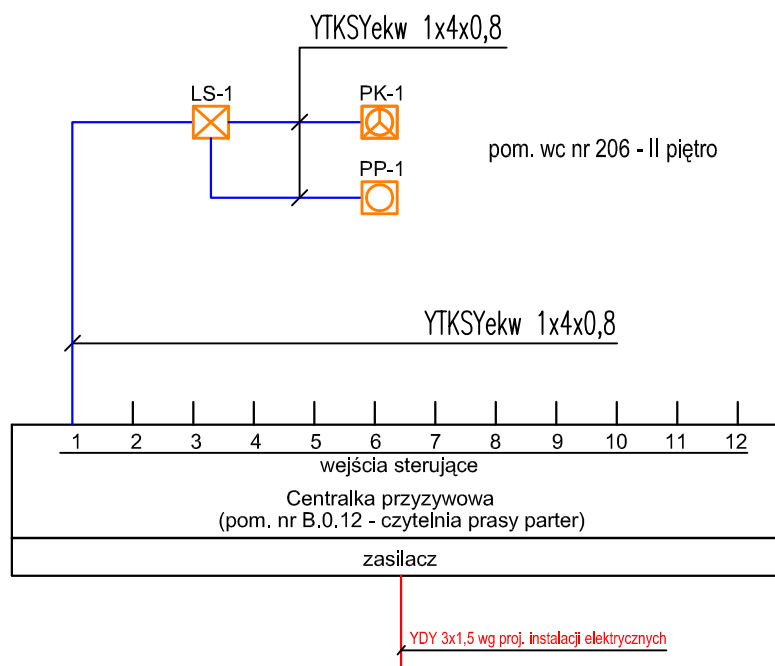 YTKSYekw 1x4x0,8
LS-1
PK-1
pom. wc nr 206 - II piętro
PP-1
YTKSYekw 1x4x0,8
1 2 3 4 5 6 7 8 9 10 11 12
wejścia sterujące
Centralka przyzywowa
(pom. nr B.0.12 - czytelnia prasy parter)
zasilacz
YDY 3x1,5 wg proj. instalacji elektrycznych